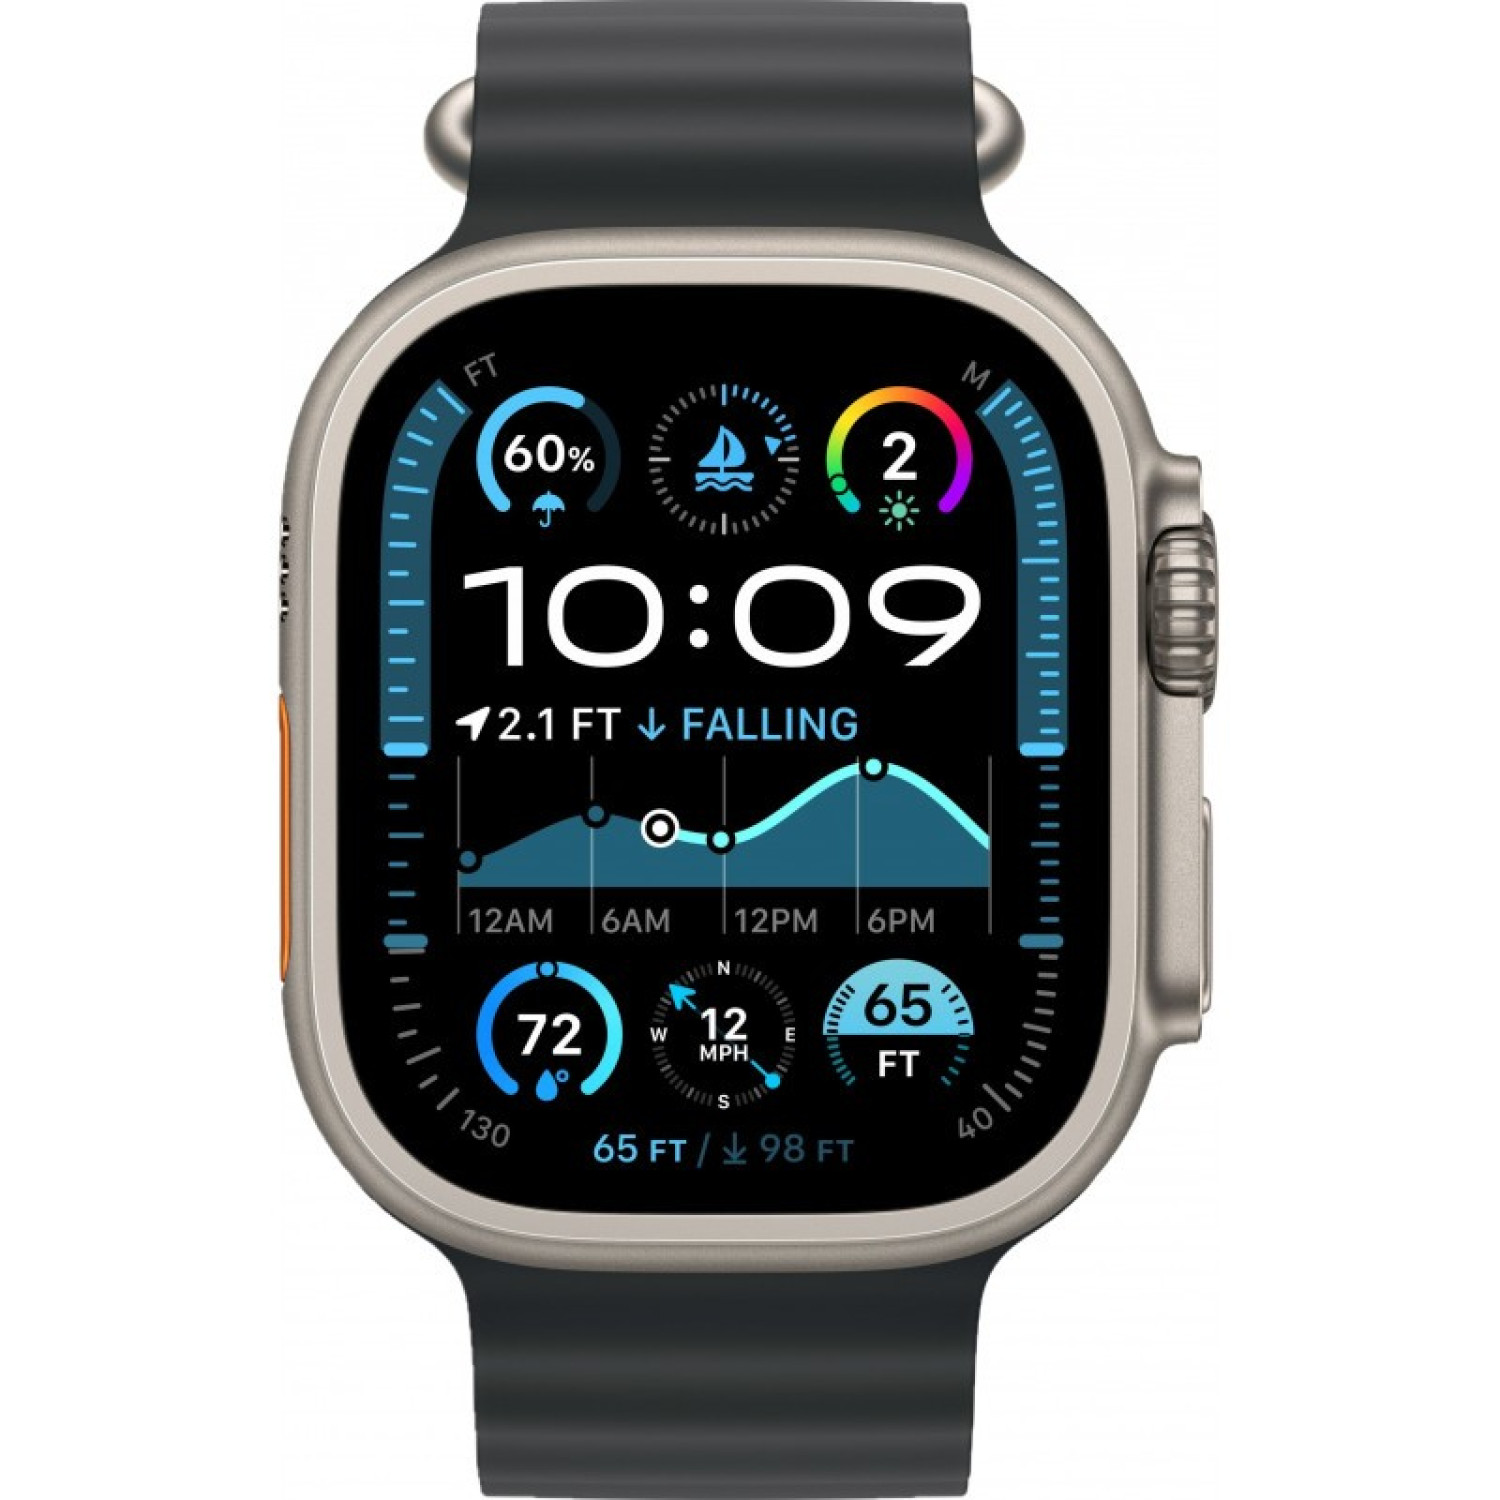 FT
M
60%
2
10:09
2.1 FT ↓ FALLING
12AM 6AM 12PM 6PM
72
N
W
E
S
12
MPH
65
FT
130
40
65 FT / 98 FT